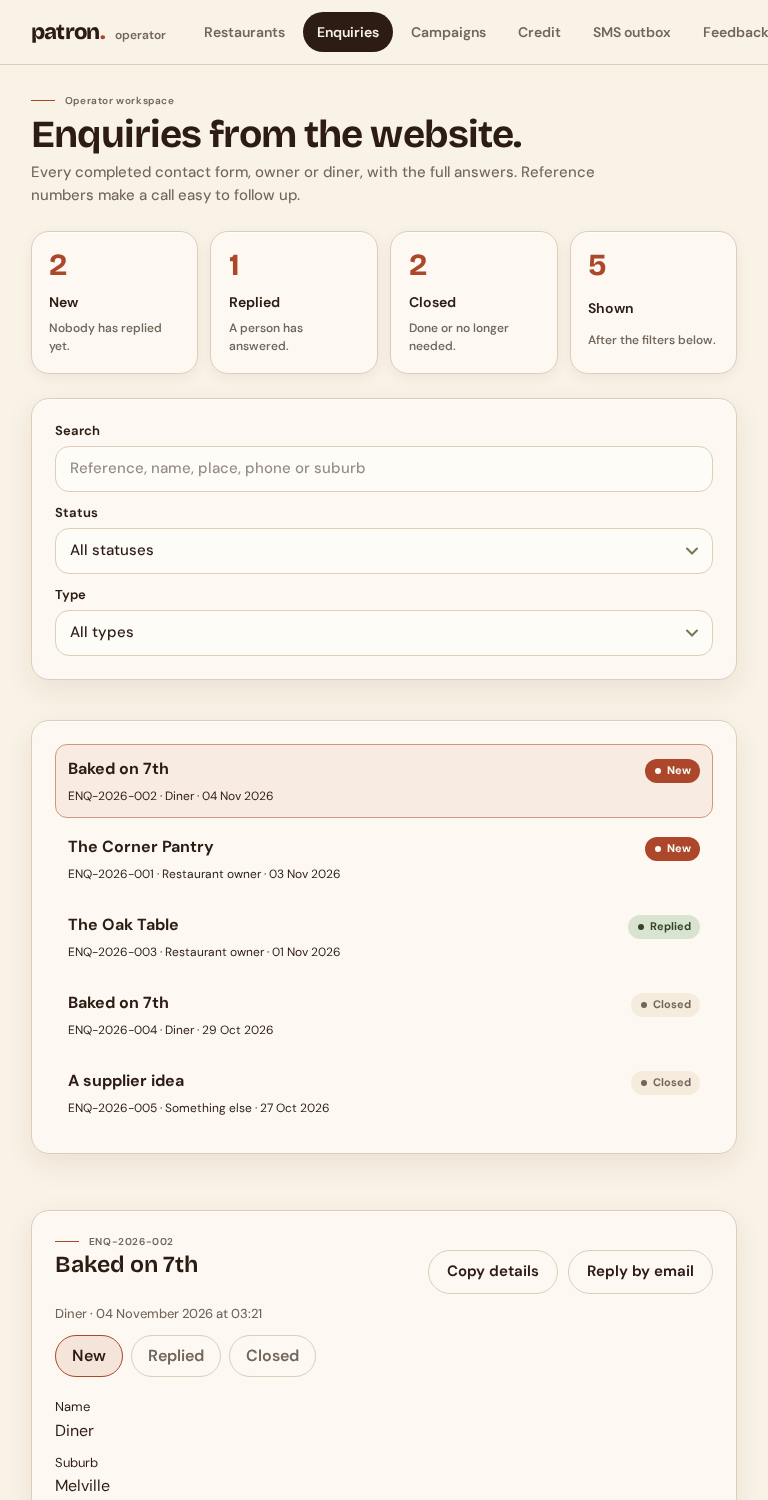 patron. operator Restaurants Enquiries Campaigns Credit SMS outbox Feedback
Operator workspace
Enquiries from the website.
Every completed contact form, owner or diner, with the full answers. Reference
numbers make a call easy to follow up.
2
New
Nobody has replied
yet.
1
Replied
A person has
answered.
2
Closed
Done or no longer
needed.
5
Shown
After the filters below.
Search
Reference, name, place, phone or suburb
Status
All statuses
Type
All types
Baked on 7th New
ENQ-2026-002 · Diner · 04 Nov 2026
The Corner Pantry New
ENQ-2026-001 · Restaurant owner · 03 Nov 2026
The Oak Table Replied
ENQ-2026-003 · Restaurant owner · 01 Nov 2026
Baked on 7th Closed
ENQ-2026-004 · Diner · 29 Oct 2026
A supplier idea Closed
ENQ-2026-005 · Something else · 27 Oct 2026
ENQ-2026-002
Baked on 7th
Copy details Reply by email
Diner · 04 November 2026 at 03:21
New Replied Closed
Name
Diner
Suburb
Melville